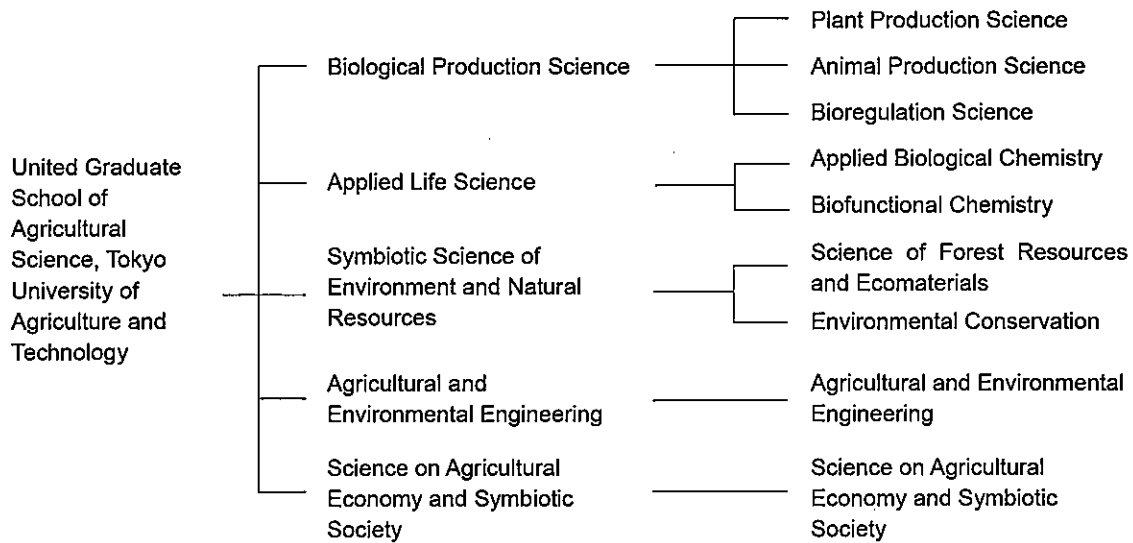 United Graduate
School of
Agricultural
Science, Tokyo
University of
Agriculture and
Technology
Biological Production Science
Plant Production Science
Animal Production Science
Bioregulation Science
Applied Life Science
Applied Biological Chemistry
Biofunctional Chemistry
Symbiotic Science of
Environment and Natural
Resources
Science of Forest Resources
and Ecomaterials
Environmental Conservation
Agricultural and
Environmental Engineering
Agricultural and Environmental
Engineering
Science on Agricultural
Economy and Symbiotic
Society
Science on Agricultural
Economy and Symbiotic
Society